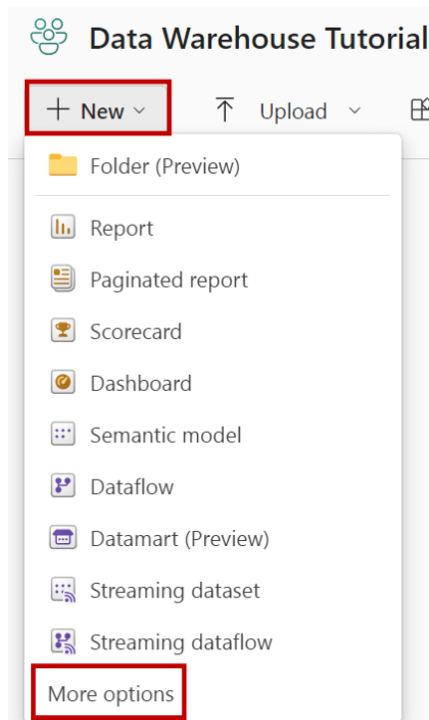 Data Warehouse Tutorial
New
Upload
Folder (Preview)
Report
Paginated report
Scorecard
Dashboard
Semantic model
Dataflow
Datamart (Preview)
Streaming dataset
Streaming dataflow
More options